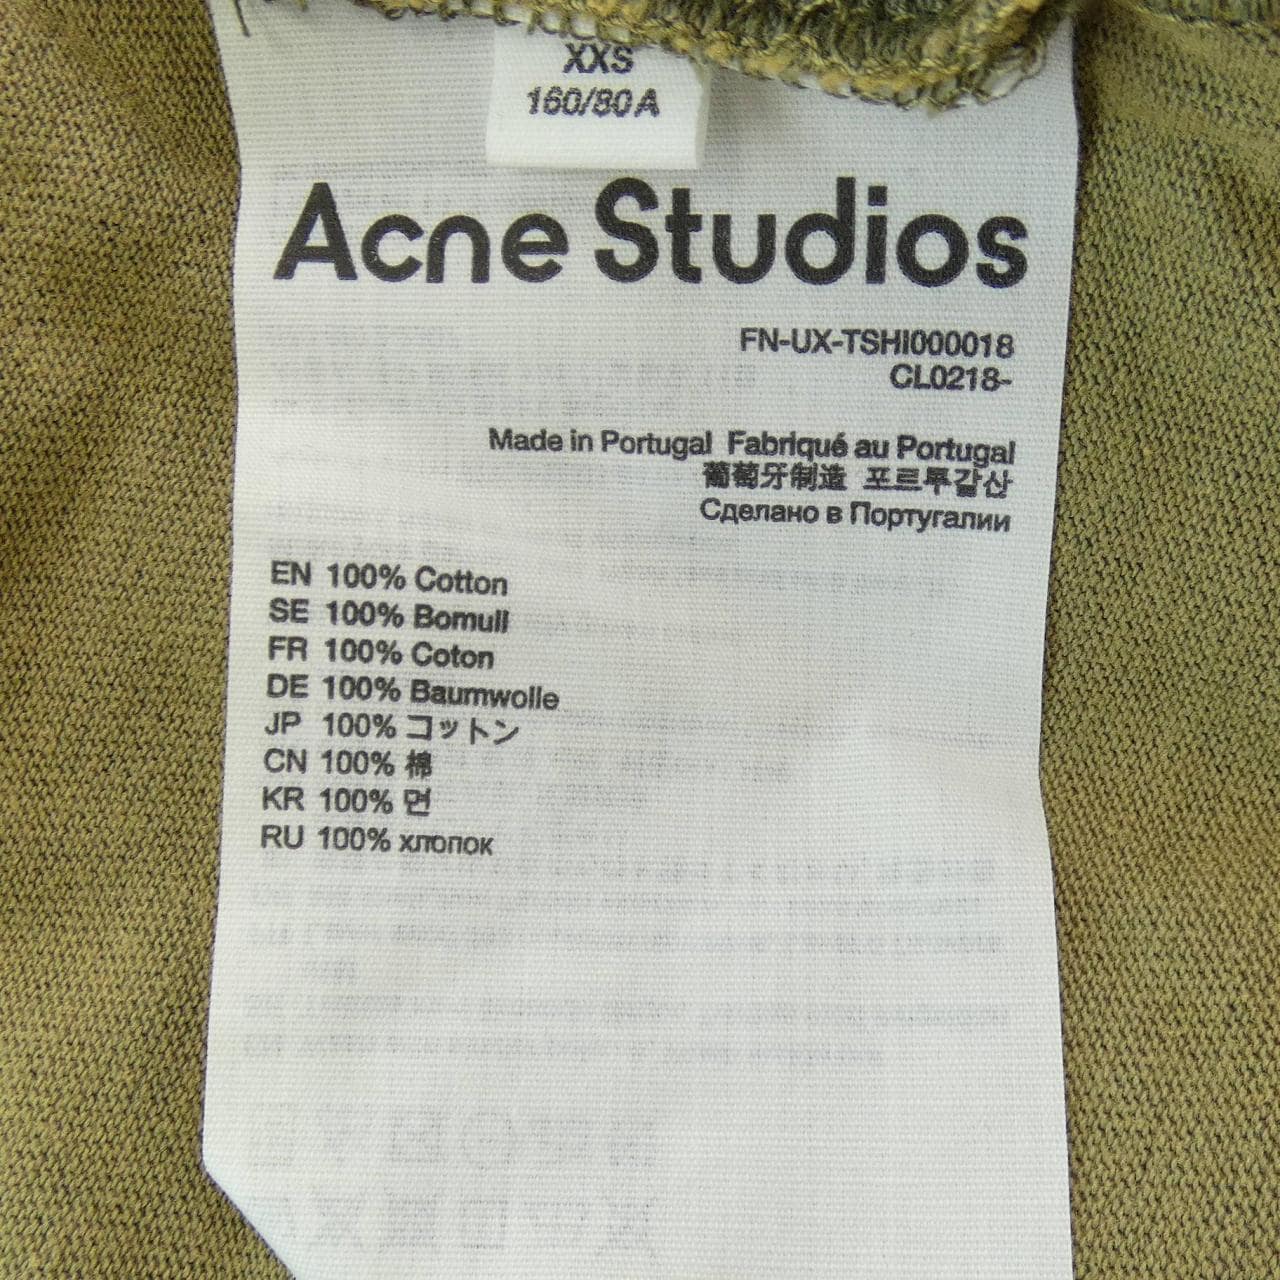 XXS
160/80A
Acne Studios
FN-UX-TSHI000018
CL0218-
Made in Portugal Fabriqué au Portugal
葡萄牙制造 포르투갈산
Сделано в Португалии
EN 100% Cotton
SE 100% Bomull
FR 100% Coton
DE 100% Baumwolle
JP 100% コットン
CN 100% 棉
KR 100% 면
RU 100% хлопок